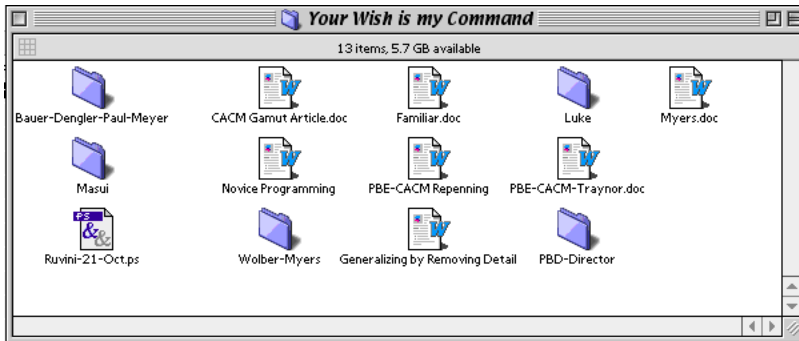 Your Wish is my Command
13 items, 5.7 GB available
Bauer-Dengler-Paul-Meyer
CACM Gamut Article.doc
Familiar.doc
Luke
Myers.doc
Masui
Novice Programming
PBE-CACM Repenning
PBE-CACM-Traynor.doc
PS
&&
Ruvini-21-Oct.ps
Wolber-Myers
Generalizing by Removing Detail
PBD-Director